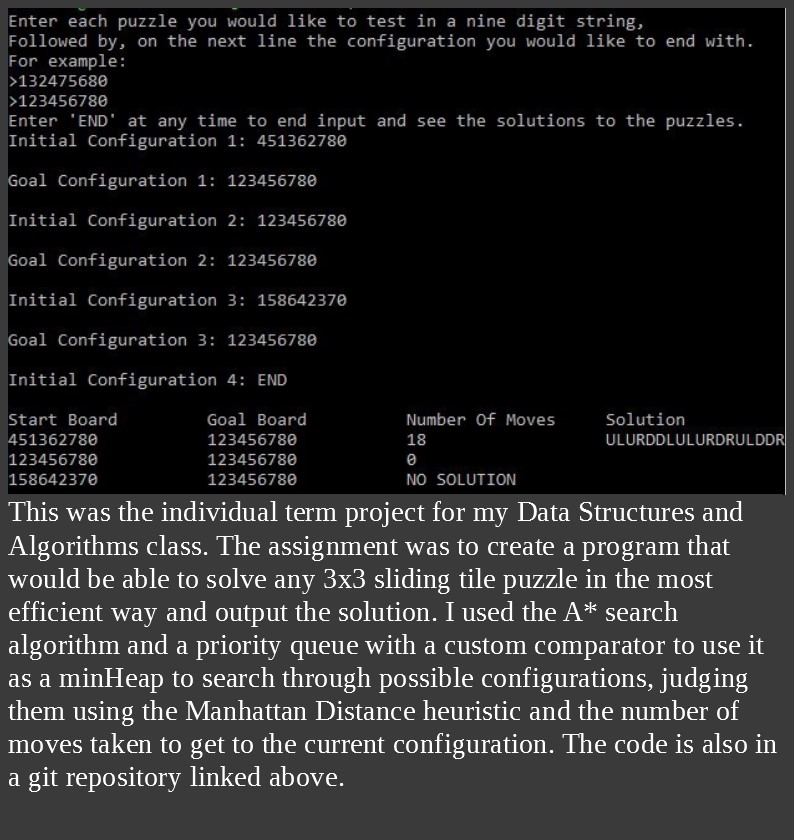 Enter each puzzle you would like to test in a nine digit string,
Followed by, on the next line the configuration you would like to end with.
For example:
>132475680
>123456780
Enter 'END' at any time to end input and see the solutions to the puzzles.
Initial Configuration 1: 451362780
Goal Configuration 1: 123456780
Initial Configuration 2: 123456780
Goal Configuration 2: 123456780
Initial Configuration 3: 158642370
Goal Configuration 3: 123456780
Initial Configuration 4: END
Start Board Goal Board Number Of Moves Solution
451362780 123456780 18 ULURDDLULURDRULDDR
123456780 123456780 0
158642370 123456780 NO SOLUTION
This was the individual term project for my Data Structures and
Algorithms class. The assignment was to create a program that
would be able to solve any 3x3 sliding tile puzzle in the most
efficient way and output the solution. I used the A* search
algorithm and a priority queue with a custom comparator to use it
as a minHeap to search through possible configurations, judging
them using the Manhattan Distance heuristic and the number of
moves taken to get to the current configuration. The code is also in
a git repository linked above.